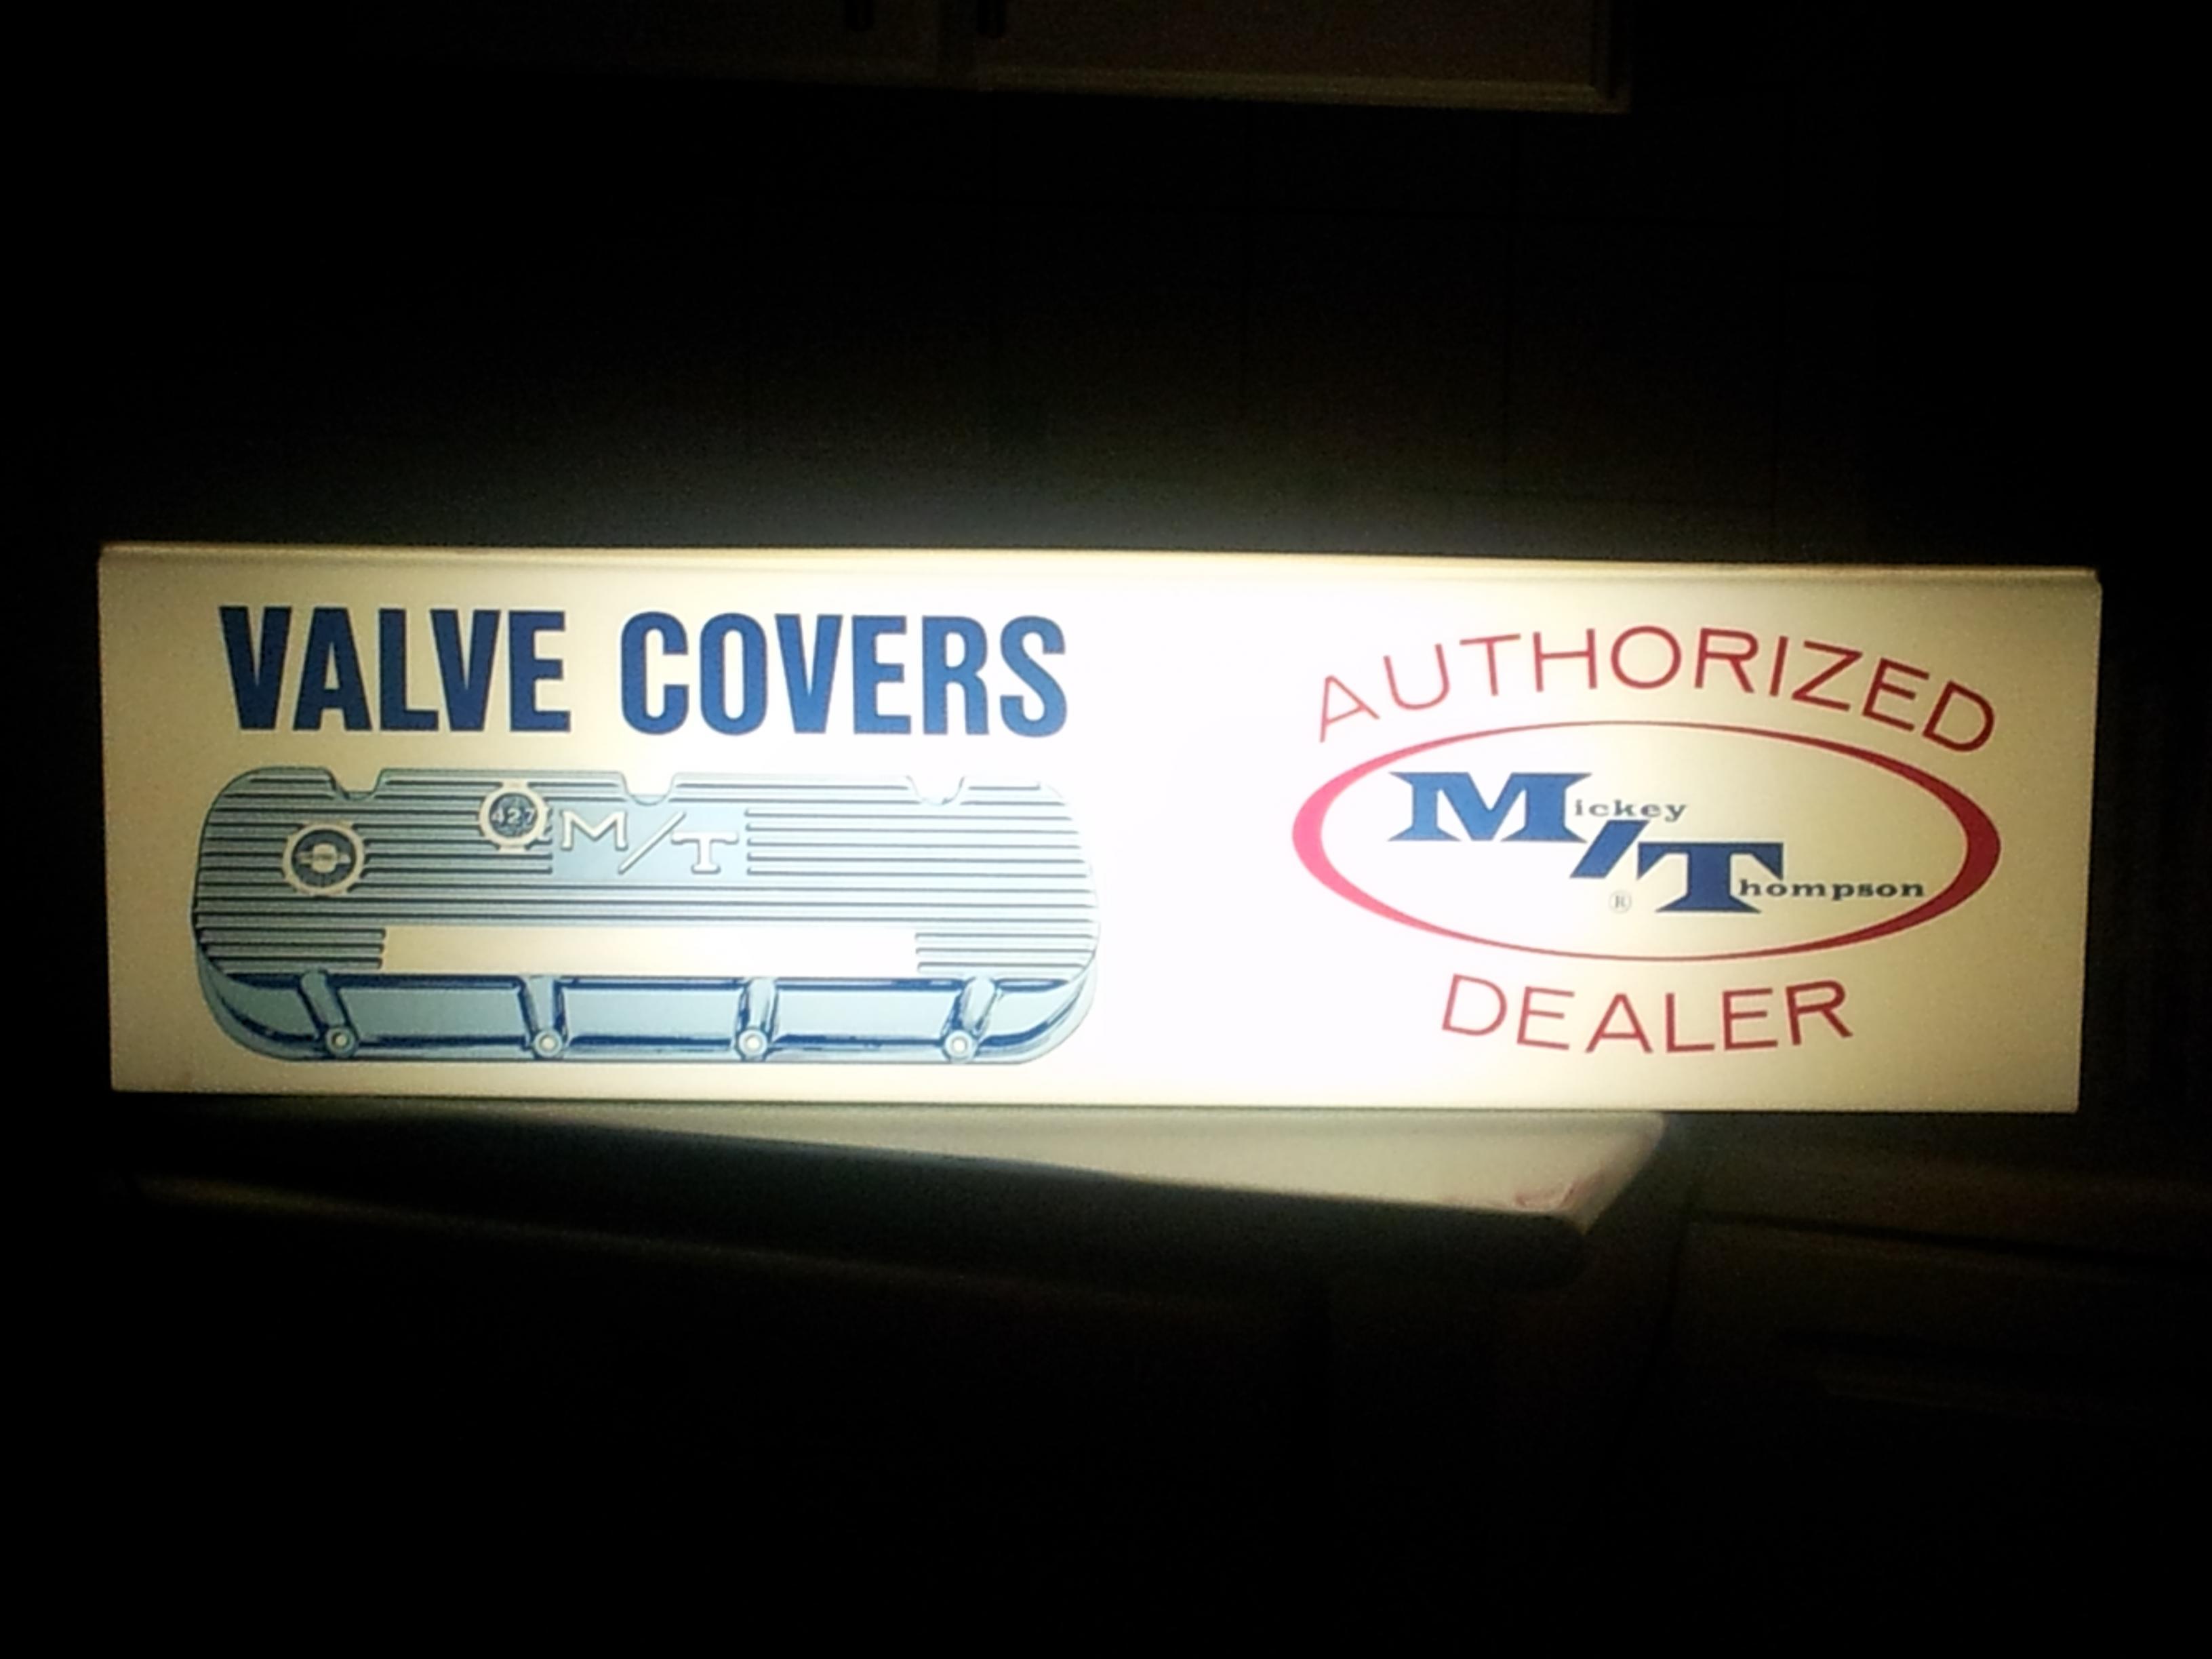 VALVE COVERS
427
M/T
AUTHORIZED
Mickey
/Thompson
®
DEALER